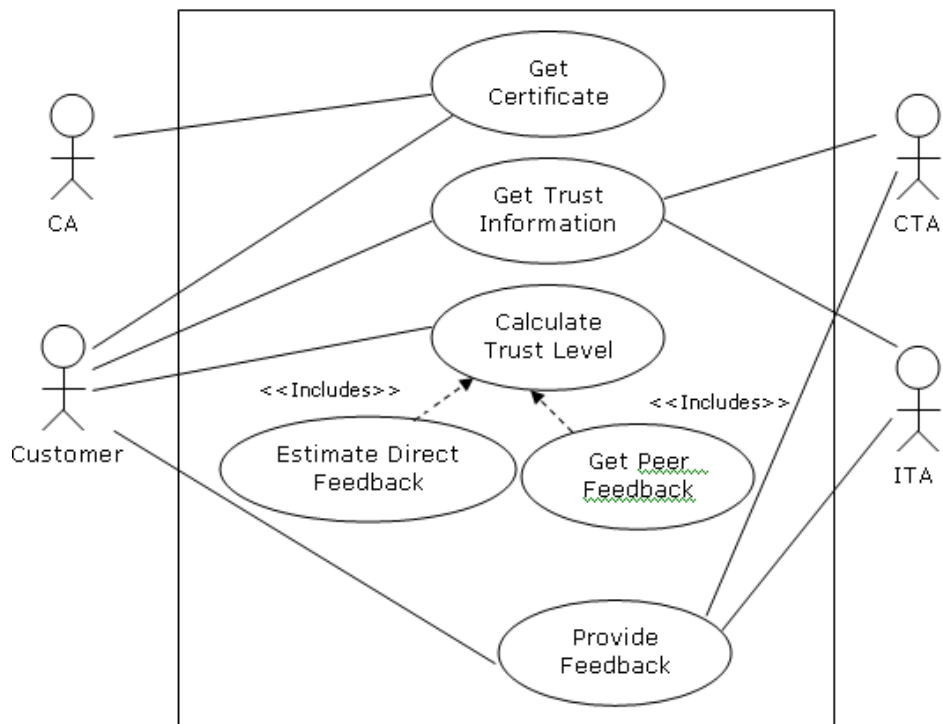 Get
Certificate
CA
Get Trust
Information
CTA
Calculate
Trust Level
<<Includes>>
<<Includes>>
Customer
Estimate Direct
Feedback
Get Peer
Feedback
ITA
Provide
Feedback